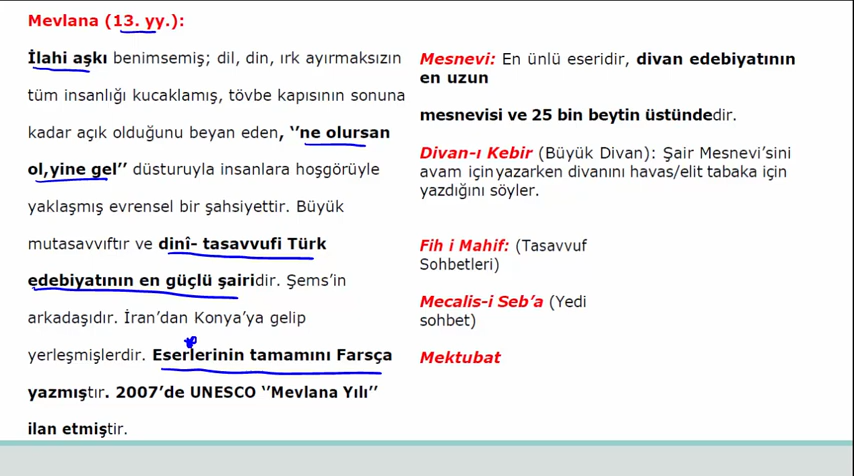 Mevlana (13. yy.):
İlahi aşkı benimsemiş; dil, din, ırk ayırmaksızın
tüm insanlığı kucaklamış, tövbe kapısının sonuna
kadar açık olduğunu beyan eden, ‘’ne olursan
ol,yine gel’’ düsturuyla insanlara hoşgörüyle
yaklaşmış evrensel bir şahsiyettir. Büyük
mutasavvıftır ve dinî- tasavvufi Türk
edebiyatının en güçlü şairidir. Şems’in
arkadaşıdır. İran’dan Konya’ya gelip
yerleşmişlerdir. Eserlerinin tamamını Farsça
yazmıştır. 2007’de UNESCO ‘’Mevlana Yılı’’
ilan etmiştir.
Mesnevi: En ünlü eseridir, divan edebiyatının
en uzun
mesnevisi ve 25 bin beytin üstündedir.
Divan-ı Kebir (Büyük Divan): Şair Mesnevi’sini
avam için yazarken divanını havas/elit tabaka için
yazdığını söyler.
Fih i Mahif: (Tasavvuf
Sohbetleri)
Mecalis-i Seb’a (Yedi
sohbet)
Mektubat